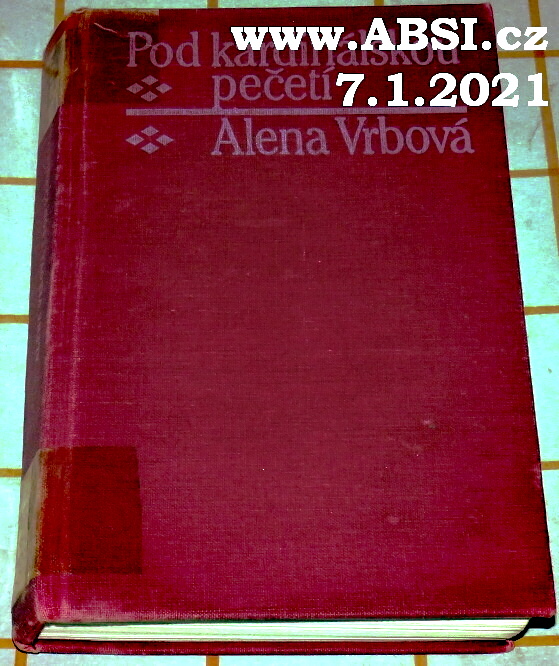 www.ABSI.cz
7.1.2021
Pod kardinálskou
pečetí
Alena Vrbová